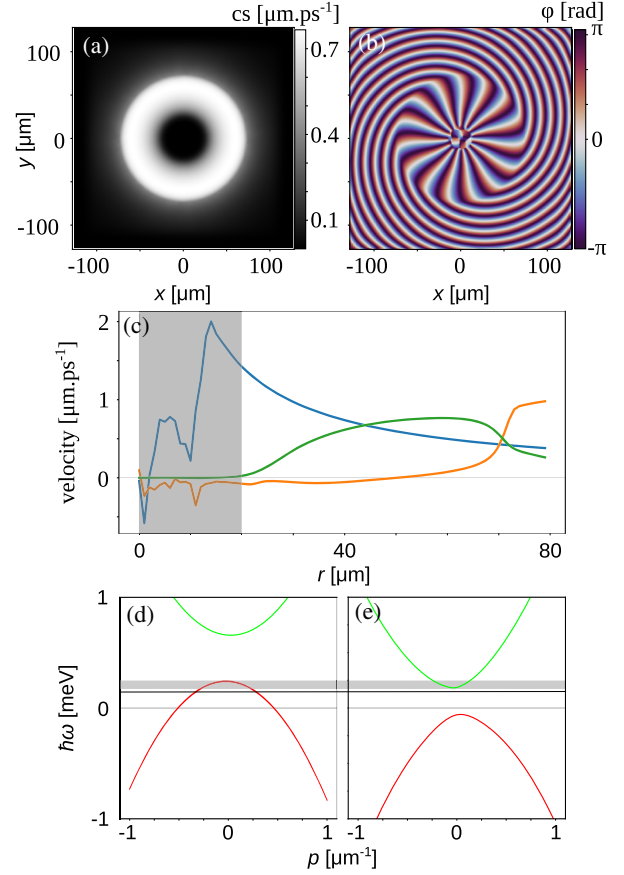 cs [µm.ps⁻¹]
φ [rad]
(a)
(b)
100
0
-100
y [µm]
0.7
0.4
0.1
π
0
-π
-100 0 100
-100 0 100
x [µm]
x [µm]
(c)
2
1
0
velocity [µm.ps⁻¹]
0 40 80
r [µm]
(d)
(e)
1
0
-1
ħω [meV]
-1 0 1
-1 0 1
p [µm⁻¹]